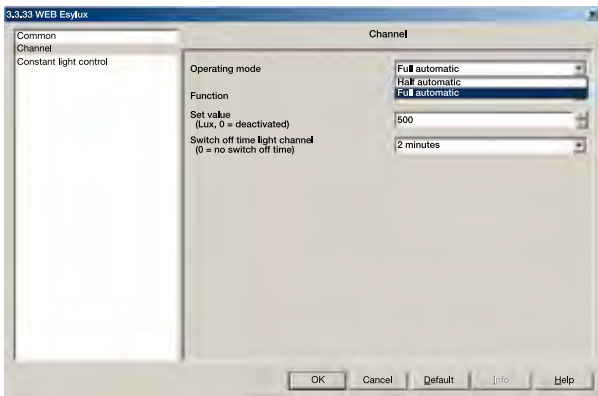 3.3.33 WEB Esylux
Common
Channel
Constant light control
Channel
Operating mode
Full automatic
Half automatic
Full automatic
Function
Set value
(Lux, 0 = deactivated)
500
Switch off time light channel
(0 = no switch off time)
2 minutes
OK
Cancel
Default
Info
Help